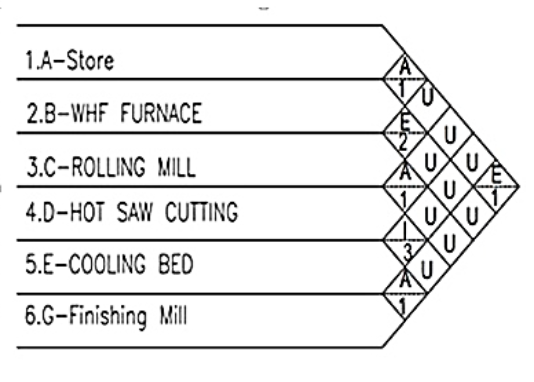 1.A-Store
2.B-WHF FURNACE
3.C-ROLLING MILL
4.D-HOT SAW CUTTING
5.E-COOLING BED
6.G-Finishing Mill
A
1 U
E U
2 U U
A U E
1 U U 1
I U
3 U
A
1